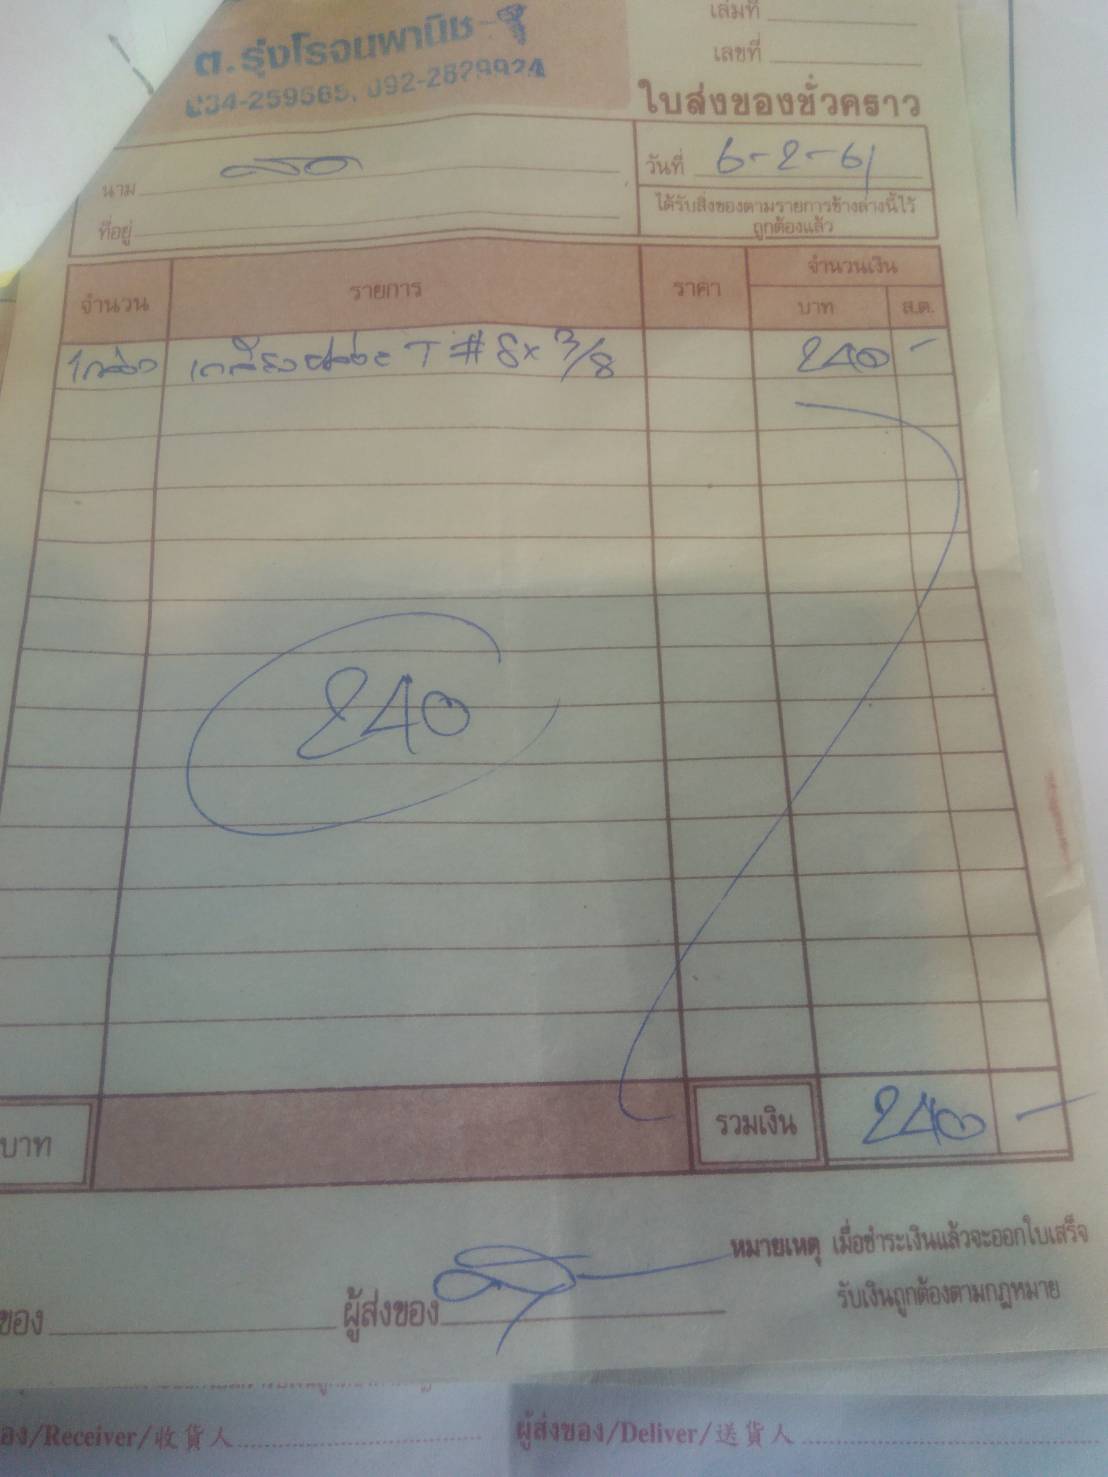 ต.รุ่งโรจนพานิช
034-259565, 092-2629924
เล่มที่
เลขที่
ใบส่งของชั่วคราว
นาม สด
วันที่ 6-2-61
ที่อยู่
ได้รับสิ่งของตามรายการข้างล่างนี้ไว้
ถูกต้องแล้ว
จำนวน รายการ ราคา จำนวนเงิน
บาท ส.ต.
1กล่อง เกลียวปล่อย T # 8 x 3/8 240 -
240
บาท รวมเงิน 240 -
หมายเหตุ เมื่อชำระเงินแล้วจะออกใบเสร็จ
รับเงินถูกต้องตามกฎหมาย
ของ ผู้ส่งของ
ของ/Receiver/收貨人 ผู้ส่งของ/Deliver/送貨人